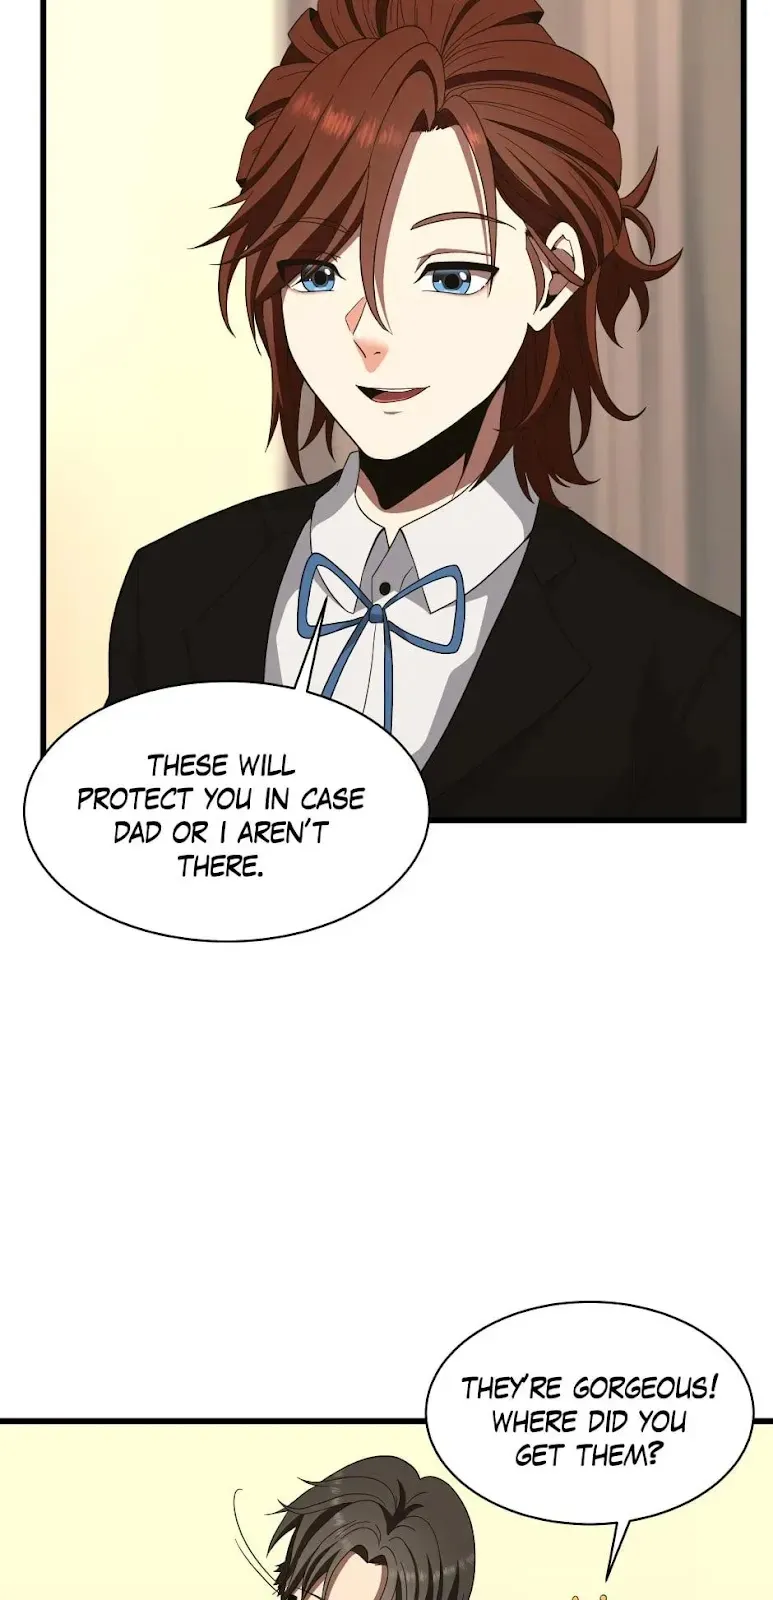 THESE WILL
PROTECT YOU IN CASE
DAD OR I AREN'T
THERE.
THEY'RE GORGEOUS!
WHERE DID YOU
GET THEM?